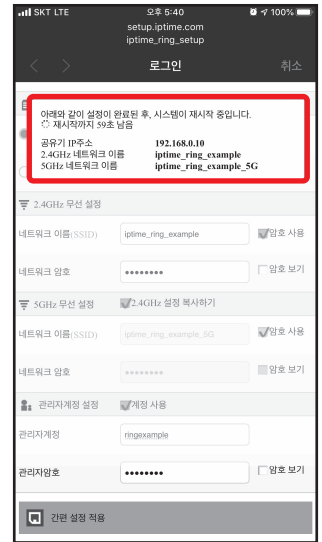 SKT LTE 오후 5:40 100%
setup.iptime.com
iptime_ring_setup
로그인 취소
아래와 같이 설정이 완료된 후, 시스템이 재시작 중입니다.
재시작까지 59초 남음
공유기 IP주소 192.168.0.10
2.4GHz 네트워크 이름 iptime_ring_example
5GHz 네트워크 이름 iptime_ring_example_5G
2.4GHz 무선 설정
네트워크 이름(SSID) iptime_ring_example 암호 사용
네트워크 암호 •••••••• 암호 보기
5GHz 무선 설정 2.4GHz 설정 복사하기
네트워크 이름(SSID) iptime_ring_example_5G 암호 사용
네트워크 암호 •••••••• 암호 보기
관리자계정 설정 계정 사용
관리자계정 ringexample
관리자암호 •••••••• 암호 보기
간편 설정 적용